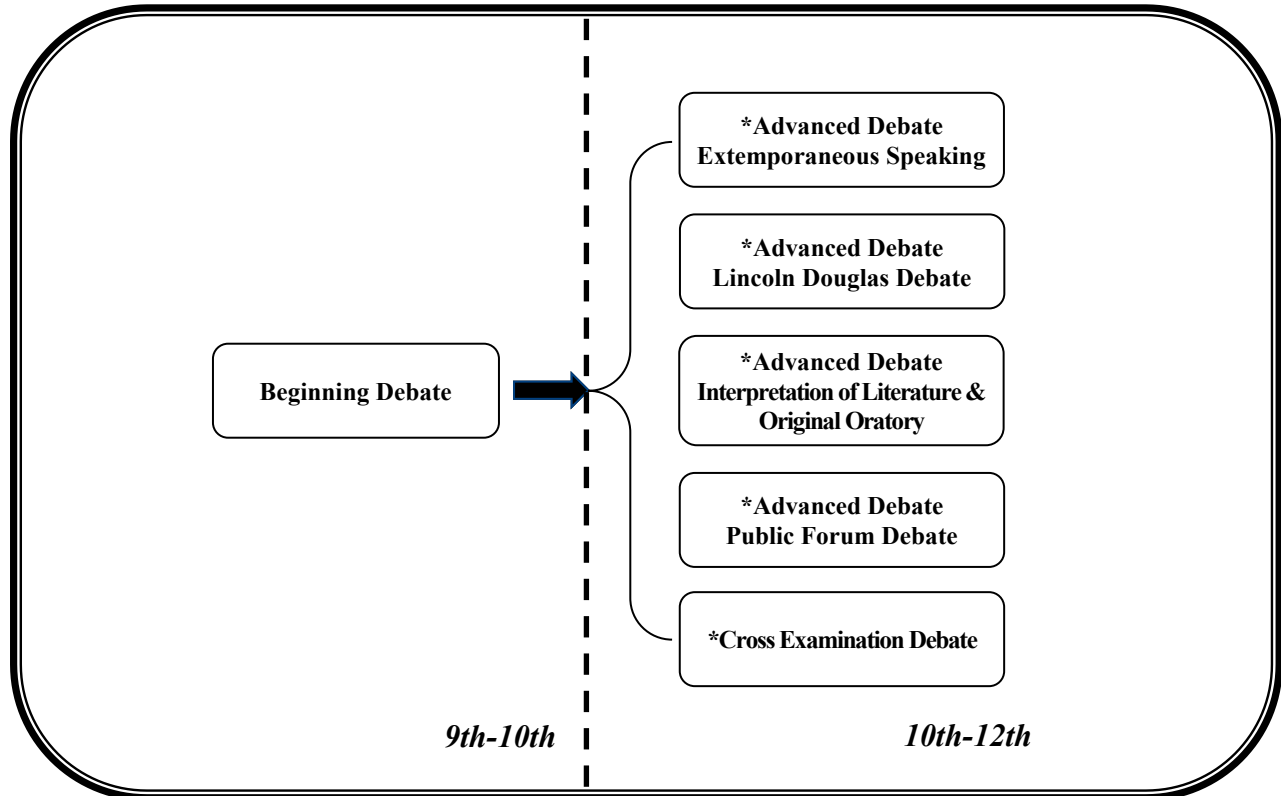 *Advanced Debate
Extemporaneous Speaking
*Advanced Debate
Lincoln Douglas Debate
Beginning Debate
*Advanced Debate
Interpretation of Literature &
Original Oratory
*Advanced Debate
Public Forum Debate
*Cross Examination Debate
9th-10th
10th-12th